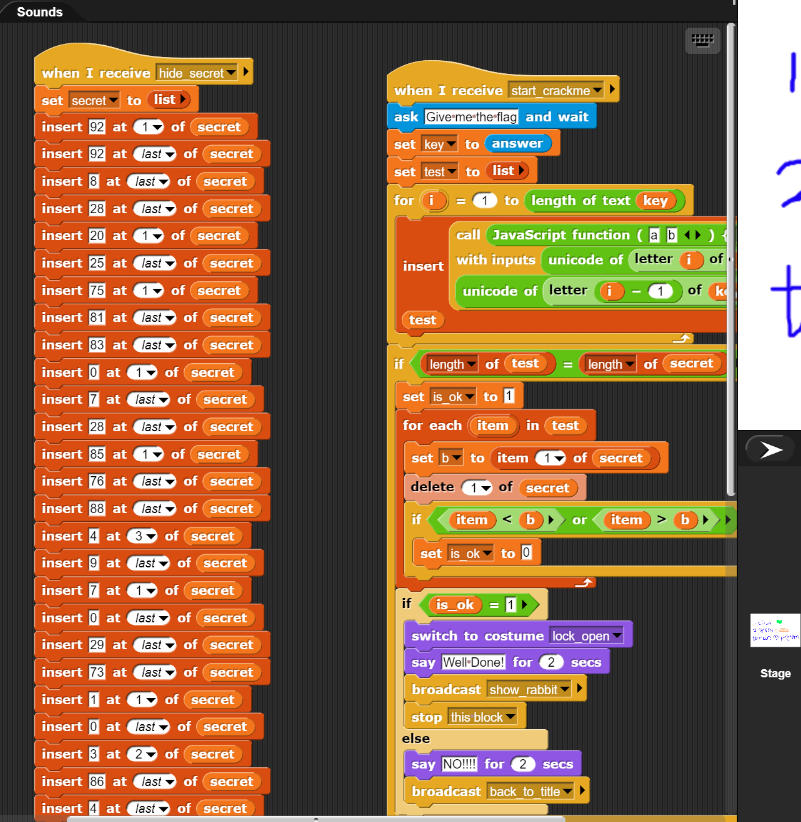 Sounds
when I receive hide_secret
set secret to list
insert 92 at 1 of secret
insert 92 at last of secret
insert 8 at last of secret
insert 28 at last of secret
insert 20 at 1 of secret
insert 25 at last of secret
insert 75 at 1 of secret
insert 81 at last of secret
insert 83 at last of secret
insert 0 at 1 of secret
insert 7 at last of secret
insert 28 at last of secret
insert 85 at 1 of secret
insert 76 at last of secret
insert 88 at last of secret
insert 4 at 3 of secret
insert 9 at last of secret
insert 7 at 1 of secret
insert 0 at last of secret
insert 29 at last of secret
insert 73 at last of secret
insert 1 at 1 of secret
insert 0 at last of secret
insert 3 at 2 of secret
insert 86 at last of secret
insert 4 at last of secret
when I receive start_crackme
ask Give•me•the•flag and wait
set key to answer
set test to list
for i = 1 to length of text key
call JavaScript function ( a b ) {
insert with inputs unicode of letter i of
unicode of letter i - 1 of
test
if length of test = length of secret
set is_ok to 1
for each item in test
set b to item 1 of secret
delete 1 of secret
if item < b or item > b
set is_ok to 0
if is_ok = 1
switch to costume lock_open
say Well•Done! for 2 secs
broadcast show_rabbit
stop this block
else
say NO!!!! for 2 secs
broadcast back_to_title
Stage